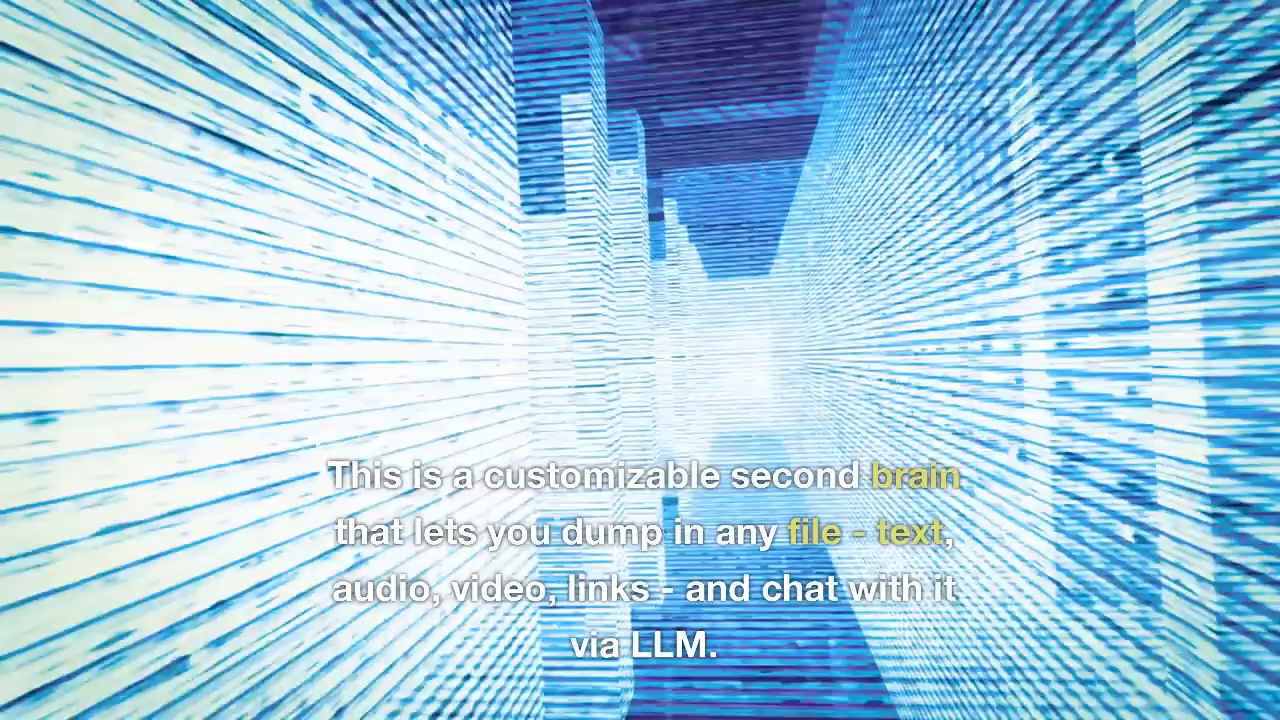 This is a customizable second brain
that lets you dump in any file - text,
audio, video, links - and chat with it
via LLM.